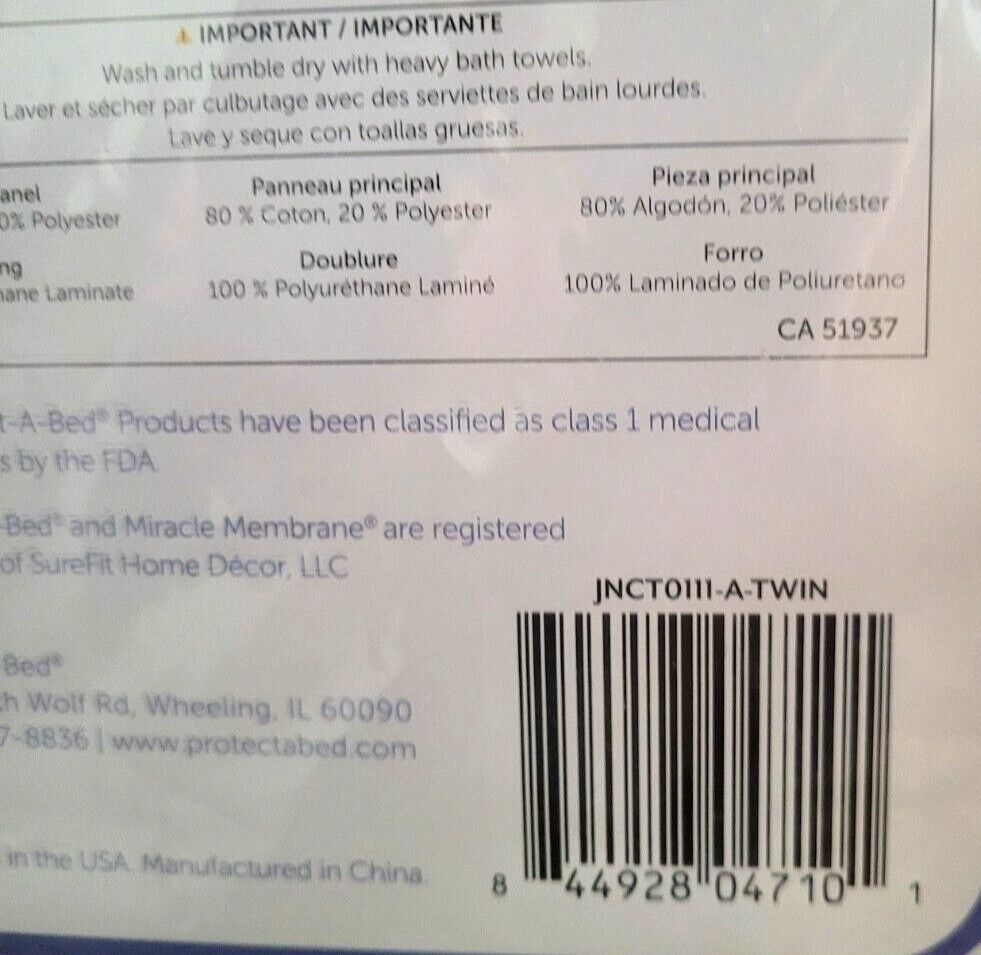 ⚠ IMPORTANT / IMPORTANTE
Wash and tumble dry with heavy bath towels.
Laver et sécher par culbutage avec des serviettes de bain lourdes.
Lave y seque con toallas gruesas.
anel
0% Polyester
Panneau principal
80 % Coton, 20 % Polyester
Pieza principal
80% Algodón, 20% Poliéster
ng
hane Laminate
Doublure
100 % Polyuréthane Laminé
Forro
100% Laminado de Poliuretano
CA 51937
t-A-Bed® Products have been classified as class 1 medical
s by the FDA.
-Bed® and Miracle Membrane® are registered
of SureFit Home Décor, LLC
JNCT0111-A-TWIN
Bed®
h Wolf Rd, Wheeling, IL 60090
7-8836 | www.protectabed.com
in the USA. Manufactured in China.
8 44928 04710 1